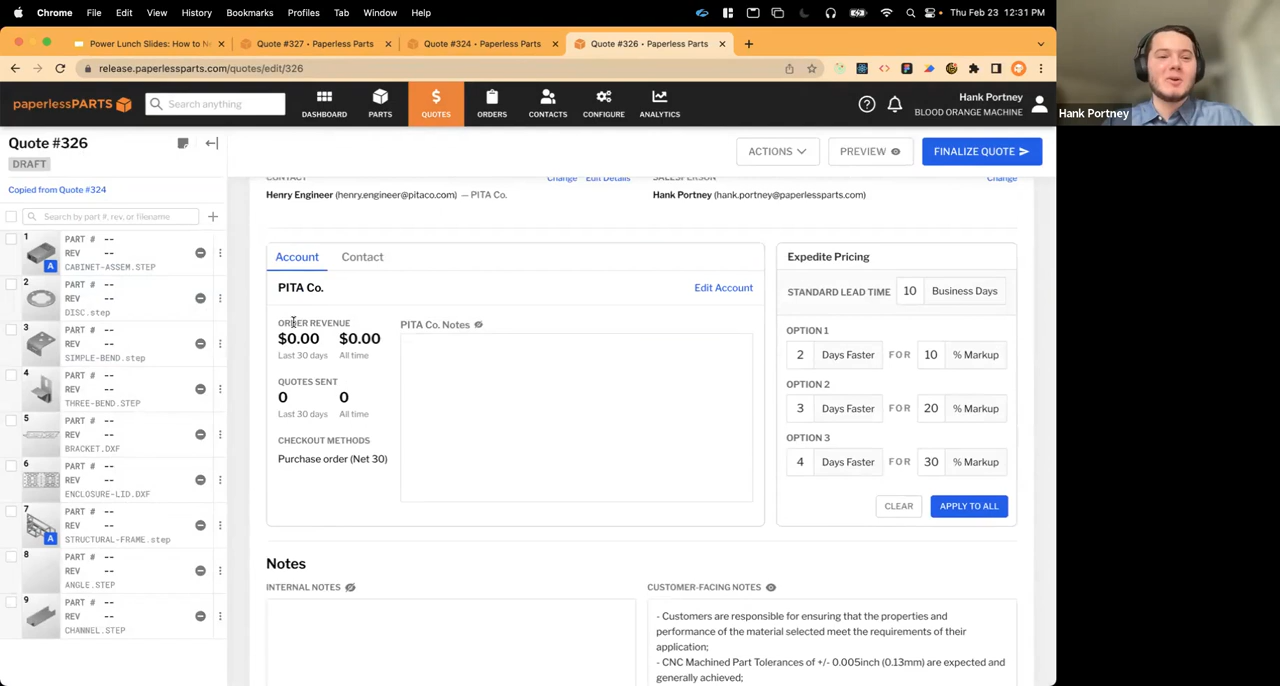 Chrome File Edit View History Bookmarks Profiles Tab Window Help Thu Feb 23 12:31 PM
Power Lunch Slides: How to N
Quote #327 • Paperless Parts
Quote #324 • Paperless Parts
Quote #326 • Paperless Parts
release.paperlessparts.com/quotes/edit/326
paperlessPARTS
Search anything
DASHBOARD
PARTS
QUOTES
ORDERS
CONTACTS
CONFIGURE
ANALYTICS
Hank Portney
BLOOD ORANGE MACHINE
Hank Portney
Quote #326
DRAFT
Copied from Quote #324
ACTIONS
PREVIEW
FINALIZE QUOTE
Search by part #, rev. or filename
1 PART # --
REV --
A CABINET-ASSEM.STEP
2 PART # --
REV --
DISC.step
3 PART # --
REV --
SIMPLE-BEND.step
4 PART # --
REV --
THREE-BEND.STEP
5 PART # --
REV --
BRACKET.DXF
6 PART # --
REV --
ENCLOSURE-LID.DXF
7 PART # --
REV --
A STRUCTURAL-FRAME.step
8 PART # --
REV --
ANGLE.STEP
9 PART # --
REV --
CHANNEL.STEP
CONTACT Change Edit Details
Henry Engineer (henry.engineer@pitaco.com) — PITA Co.
SALESPERSON Change
Hank Portney (hank.portney@paperlessparts.com)
Account Contact
PITA Co. Edit Account
ORDER REVENUE
$0.00 $0.00
Last 30 days All time
QUOTES SENT
0 0
Last 30 days All time
CHECKOUT METHODS
Purchase order (Net 30)
PITA Co. Notes
Expedite Pricing
STANDARD LEAD TIME 10 Business Days
OPTION 1
2 Days Faster FOR 10 % Markup
OPTION 2
3 Days Faster FOR 20 % Markup
OPTION 3
4 Days Faster FOR 30 % Markup
CLEAR APPLY TO ALL
Notes
INTERNAL NOTES
CUSTOMER-FACING NOTES
- Customers are responsible for ensuring that the properties and
performance of the material selected meet the requirements of their
application;
- CNC Machined Part Tolerances of +/- 0.005inch (0.13mm) are expected and
generally achieved;